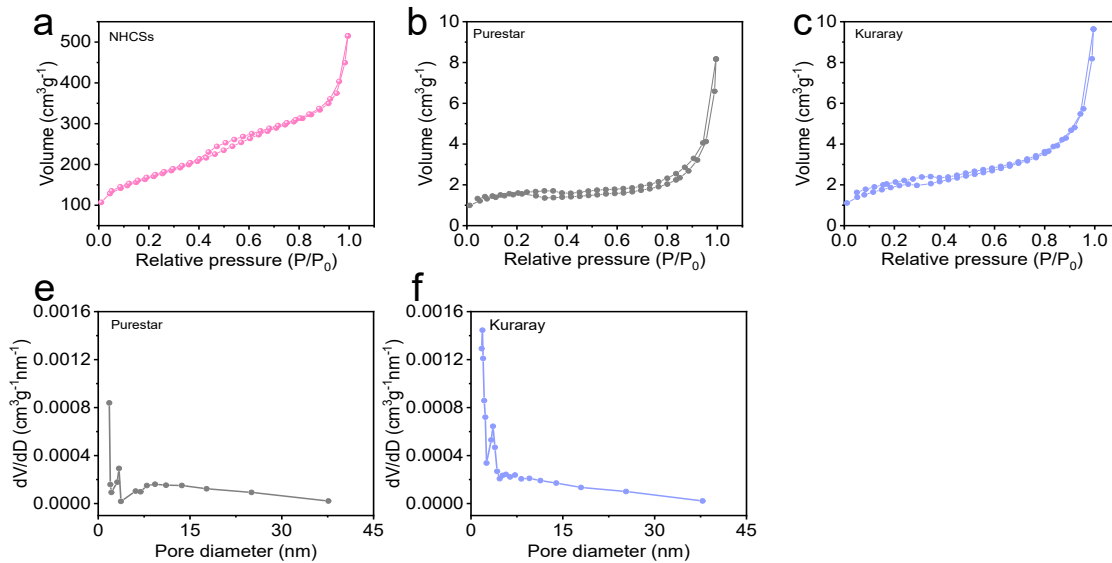 a
NHCSs
500
400
300
200
100
Volume (cm³g⁻¹)
0.0 0.2 0.4 0.6 0.8 1.0
Relative pressure (P/P₀)
b
Purestar
10
8
6
4
2
0
Volume (cm³g⁻¹)
0.0 0.2 0.4 0.6 0.8 1.0
Relative pressure (P/P₀)
c
Kuraray
10
8
6
4
2
0
Volume (cm³g⁻¹)
0.0 0.2 0.4 0.6 0.8 1.0
Relative pressure (P/P₀)
e
Purestar
0.0016
0.0012
0.0008
0.0004
0.0000
dV/dD (cm³g⁻¹nm⁻¹)
0 15 30 45
Pore diameter (nm)
f
Kuraray
0.0016
0.0012
0.0008
0.0004
0.0000
dV/dD (cm³g⁻¹nm⁻¹)
0 15 30 45
Pore diameter (nm)